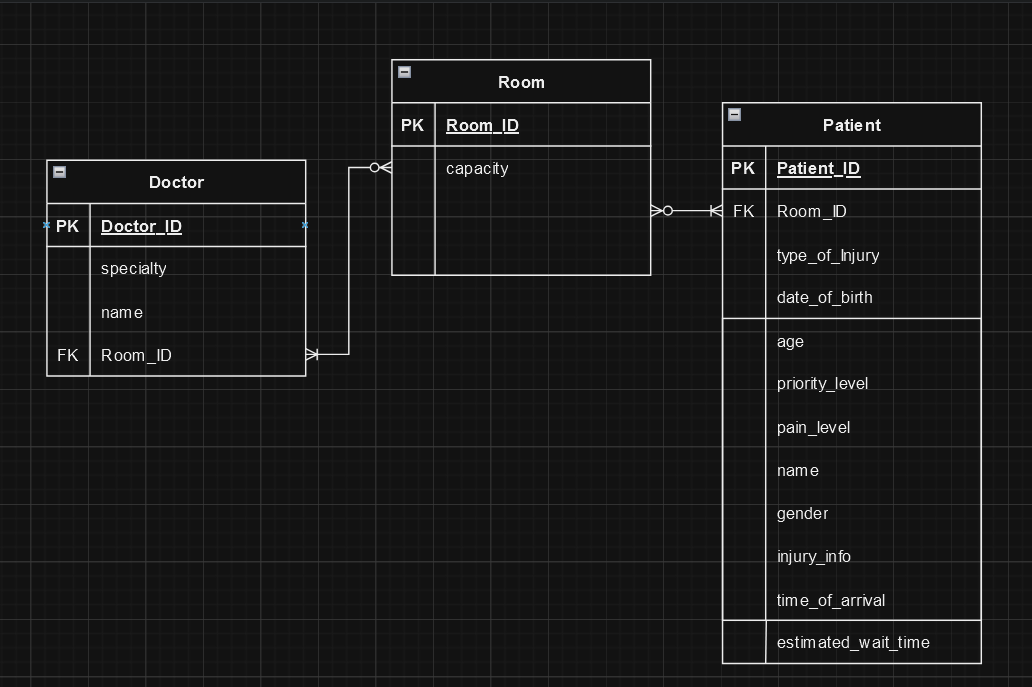 Doctor
PK Doctor_ID
specialty
name
FK Room_ID
Room
PK Room_ID
capacity
Patient
PK Patient_ID
FK Room_ID
type_of_Injury
date_of_birth
age
priority_level
pain_level
name
gender
injury_info
time_of_arrival
estimated_wait_time